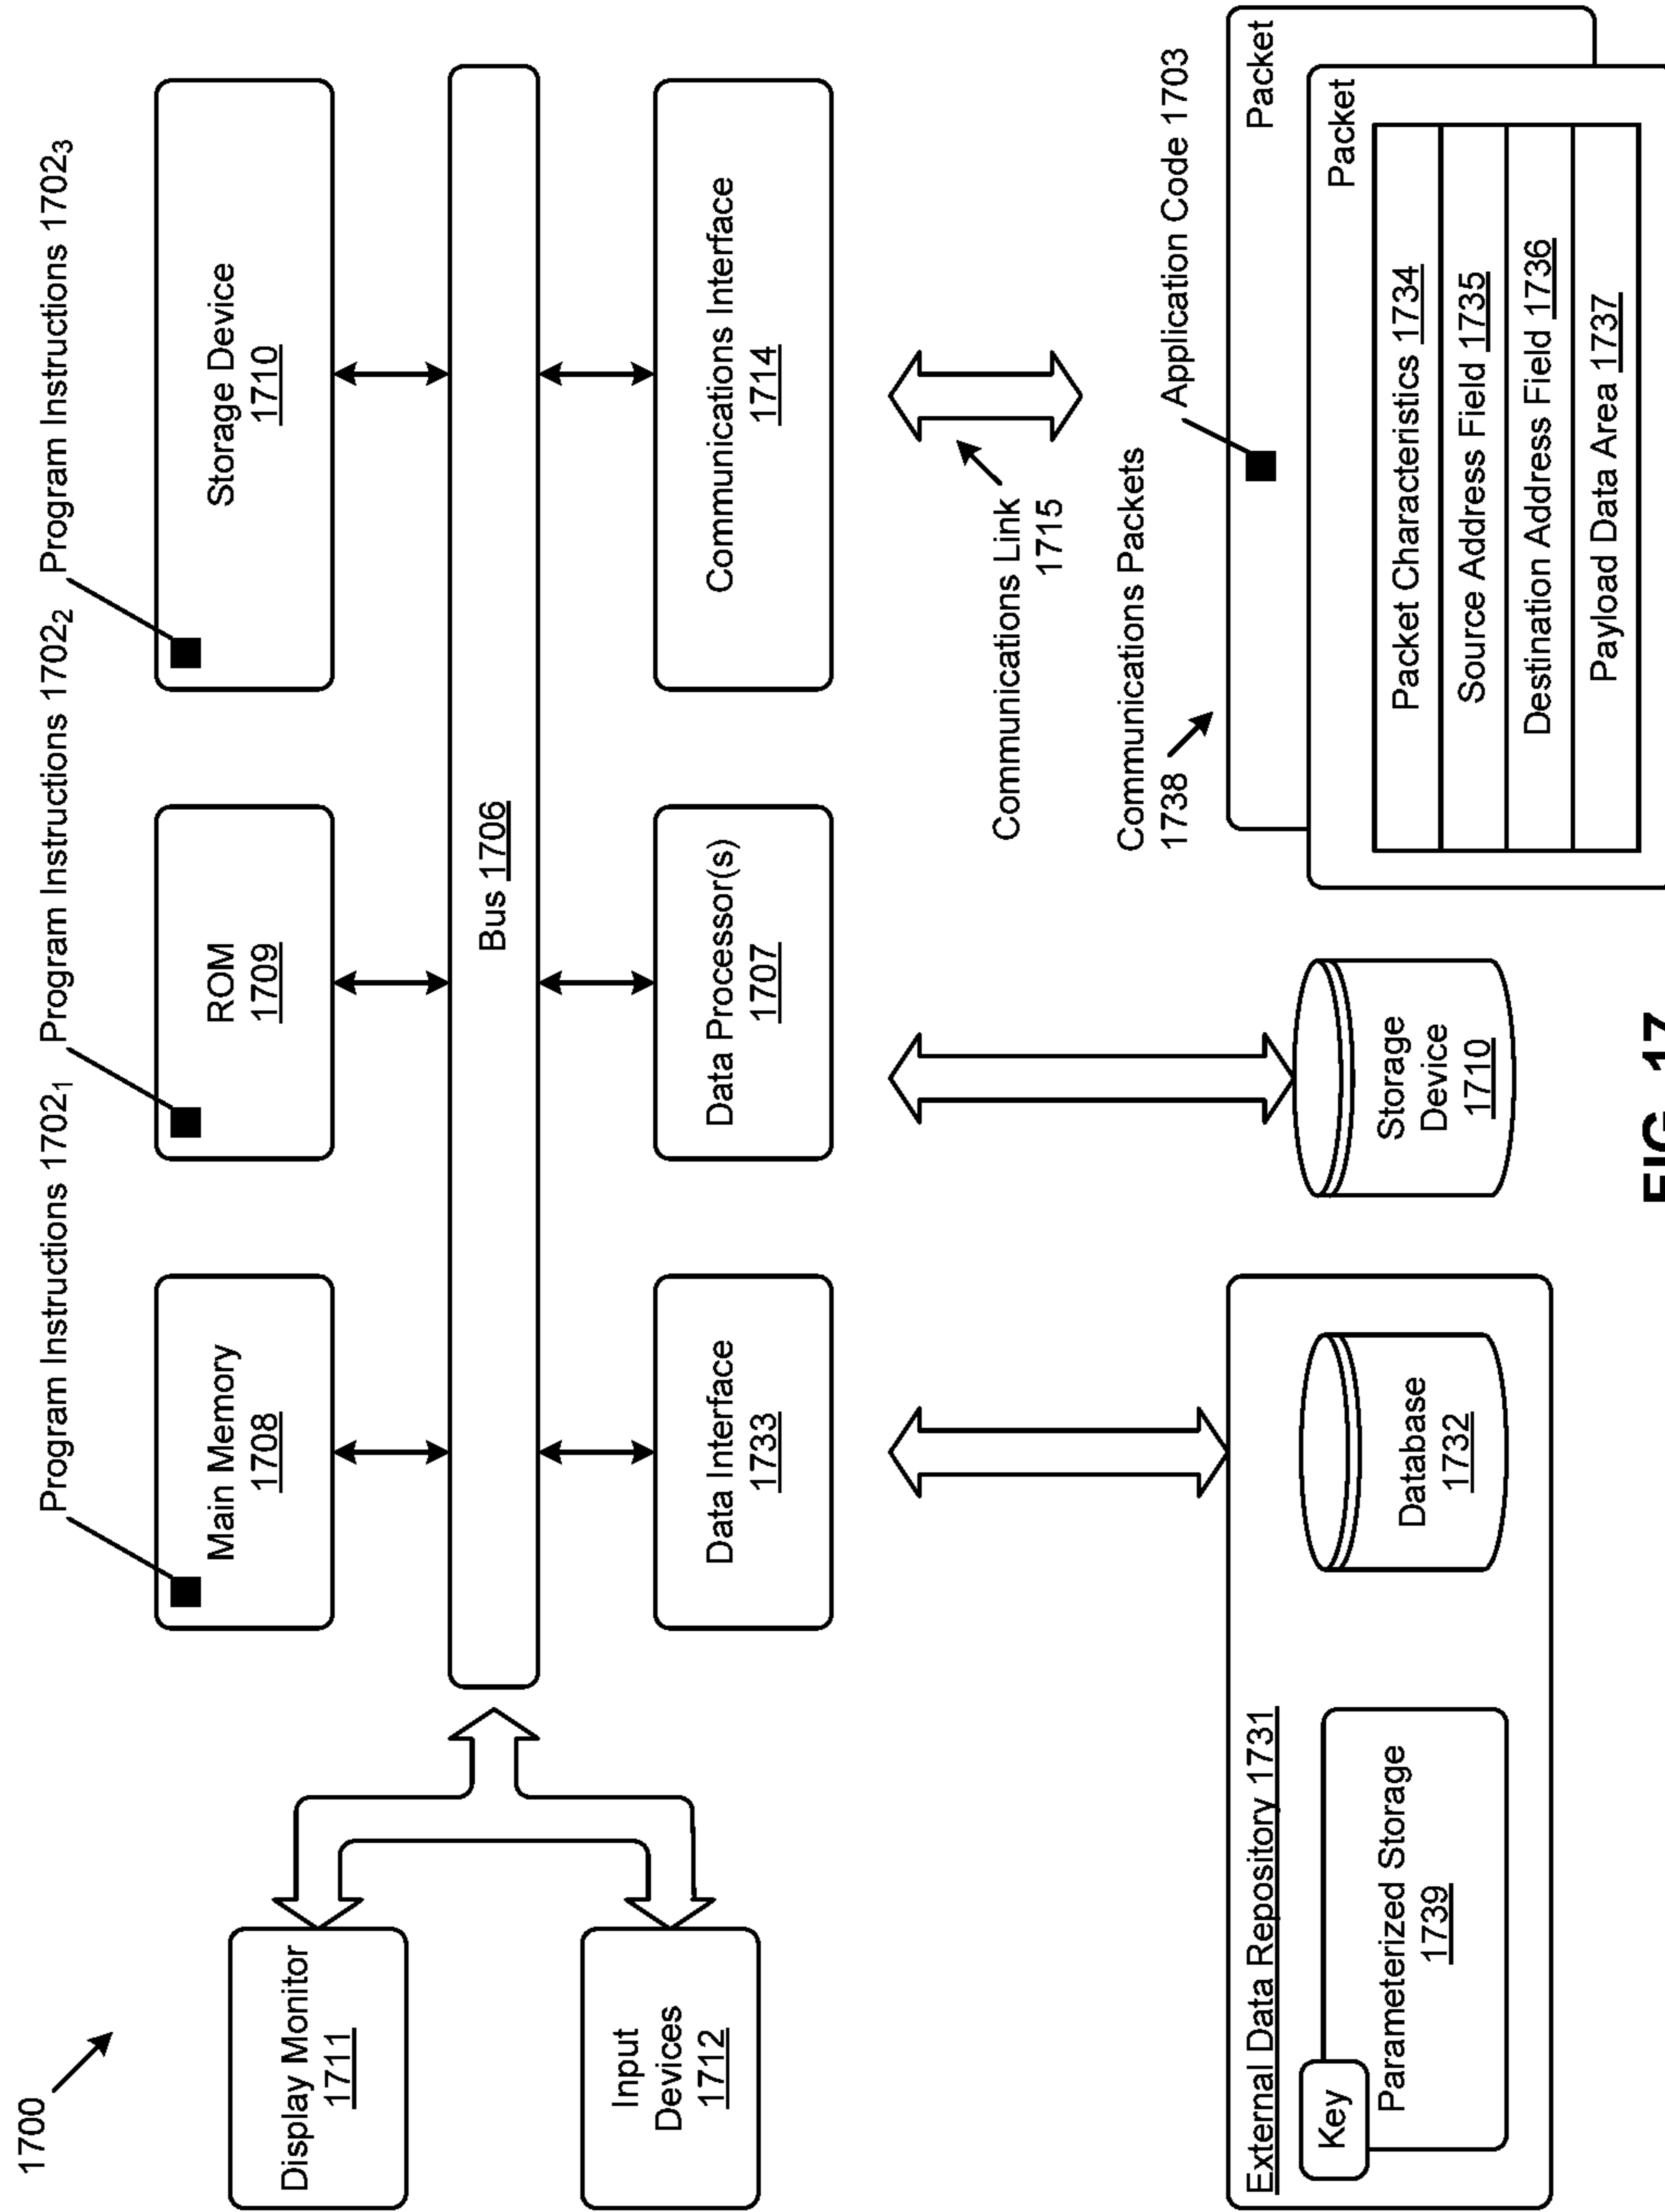 1700
Program Instructions 1702₁
Program Instructions 1702₂
Program Instructions 1702₃
Display Monitor
1711
Input
Devices
1712
Main Memory
1708
ROM
1709
Storage Device
1710
Bus 1706
Data Interface
1733
Data Processor(s)
1707
Communications Interface
1714
Communications Link
1715
External Data Repository 1731
Key
Parameterized Storage
1739
Database
1732
Storage
Device
1710
Communications Packets
1738
Application Code 1703
Packet
Packet
Packet Characteristics 1734
Source Address Field 1735
Destination Address Field 1736
Payload Data Area 1737
FIG. 17